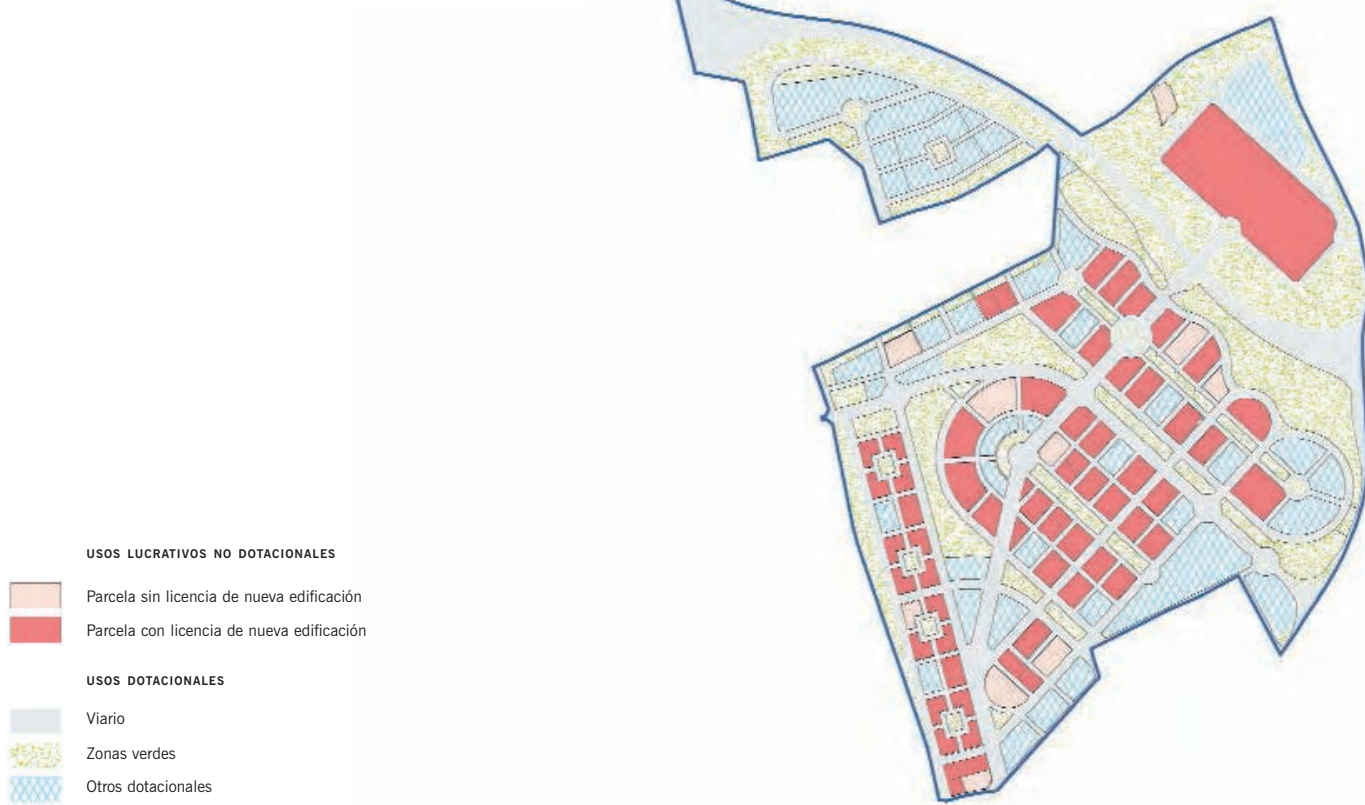 USOS LUCRATIVOS NO DOTACIONALES
Parcela sin licencia de nueva edificación
Parcela con licencia de nueva edificación
USOS DOTACIONALES
Viario
Zonas verdes
Otros dotacionales